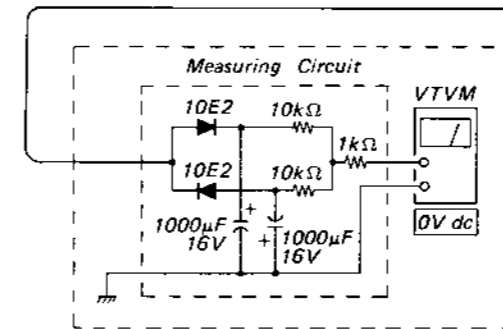 Measuring Circuit
VTVM
10E2
10kΩ
1kΩ
10E2
10kΩ
+
1000μF
16V
+
1000μF
16V
0V dc